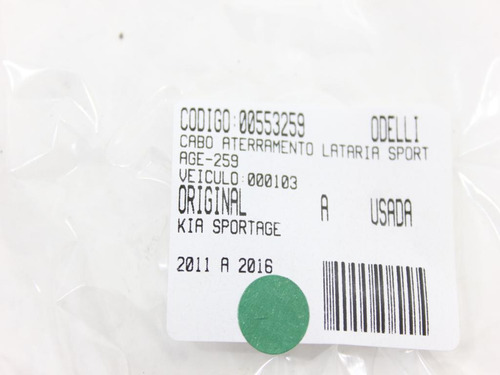 CODIGO:00553259 ODELLI
CABO ATERRAMENTO LATARIA SPORT
AGE-259
VEICULO:000103
ORIGINAL A USADA
KIA SPORTAGE
2011 A 2016